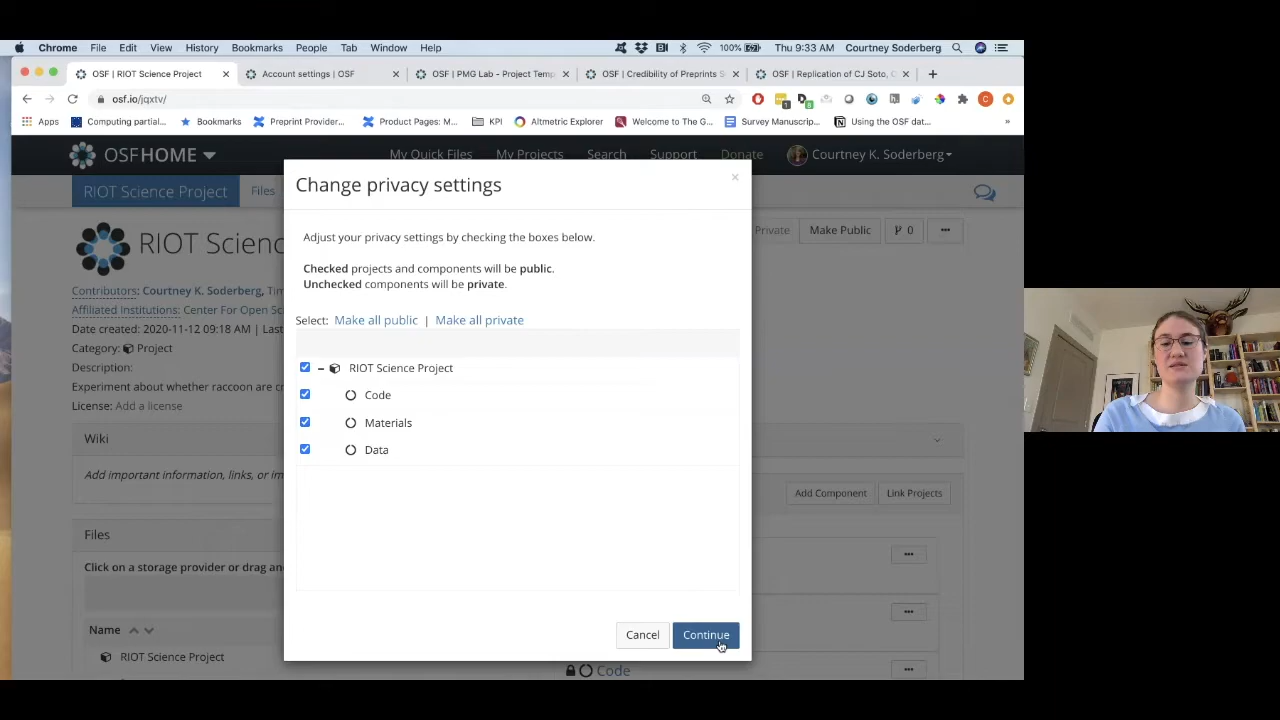 Chrome File Edit View History Bookmarks People Tab Window Help 100% Thu 9:33 AM Courtney Soderberg
OSF | RIOT Science Project Account settings | OSF OSF | PMG Lab - Project Temp OSF | Credibility of Preprints S OSF | Replication of CJ Soto, C
osf.io/jqxtv/
Apps Computing partial... Bookmarks Preprint Provider... Product Pages: M... KPI Altmetric Explorer Welcome to The G... Survey Manuscrip... Using the OSF dat... »
OSFHOME My Quick Files My Projects Search Support Donate Courtney K. Soderberg
RIOT Science Project Files
Change privacy settings
×
RIOT Scienc
Private Make Public 0
Adjust your privacy settings by checking the boxes below.
Checked projects and components will be public.
Unchecked components will be private.
Contributors: Courtney K. Soderberg, Tin
Affiliated Institutions: Center For Open Sc
Date created: 2020-11-12 09:18 AM | Last
Category: Project
Description:
Experiment about whether raccoon are cr
License: Add a license
Select: Make all public | Make all private
RIOT Science Project
Code
Materials
Data
Wiki
Add important information, links, or im
Add Component Link Projects
Files
Click on a storage provider or drag and
Name
RIOT Science Project
Cancel Continue
Code